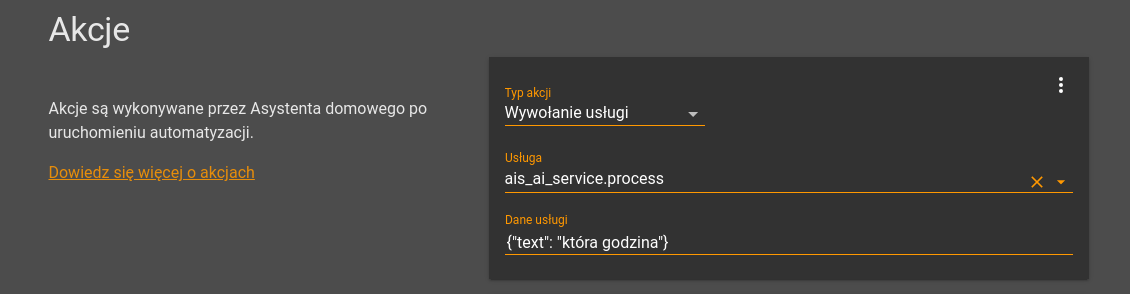 Akcje
Akcje są wykonywane przez Asystenta domowego po
uruchomieniu automatyzacji.
Dowiedz się więcej o akcjach
Typ akcji
Wywołanie usługi
Usługa
ais_ai_service.process
Dane usługi
{"text": "która godzina"}